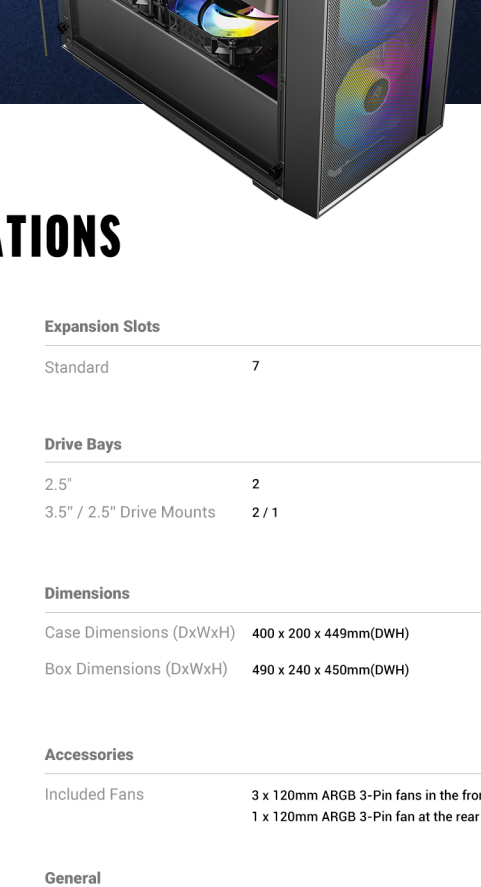 ATIONS
Expansion Slots
Standard 7
Drive Bays
2.5" 2
3.5" / 2.5" Drive Mounts 2 / 1
Dimensions
Case Dimensions (DxWxH) 400 x 200 x 449mm(DWH)
Box Dimensions (DxWxH) 490 x 240 x 450mm(DWH)
Accessories
Included Fans 3 x 120mm ARGB 3-Pin fans in the fron
1 x 120mm ARGB 3-Pin fan at the rear
General